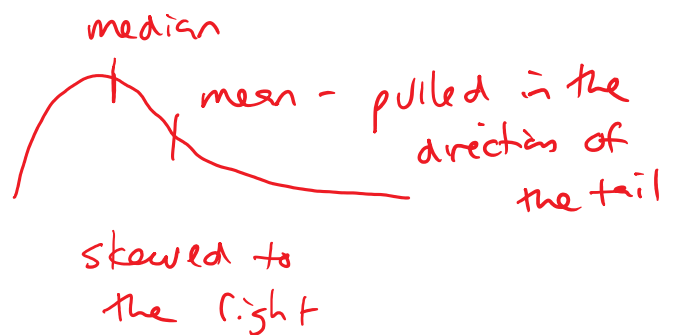 median
mean - pulled in the
direction of
the tail
skewed to
the right